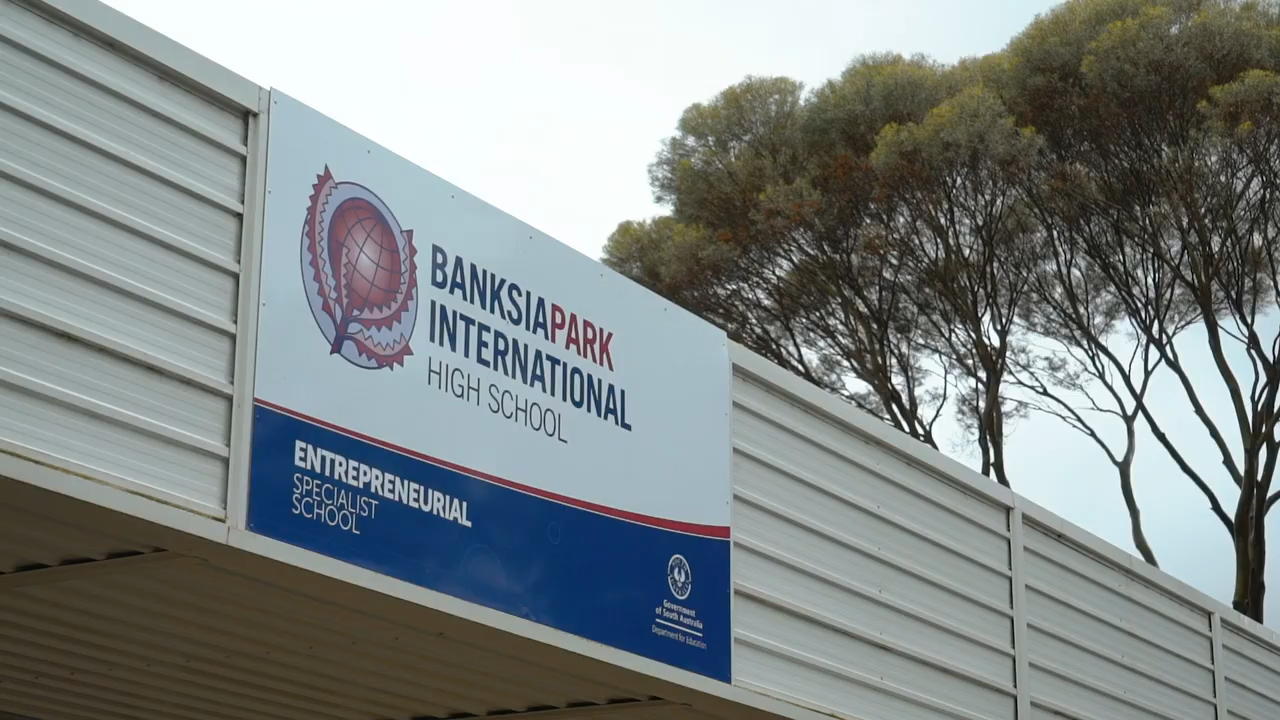 BANKSIAPARK
INTERNATIONAL
HIGH SCHOOL
ENTREPRENEURIAL
SPECIALIST
SCHOOL
Government
of South Australia
Department for Education